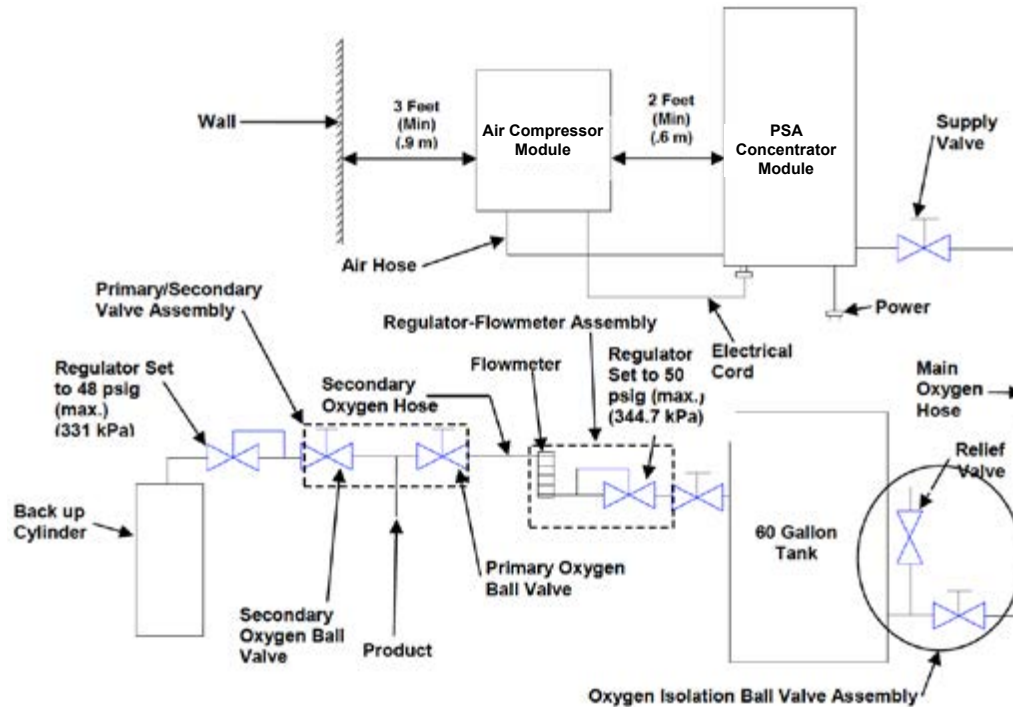 Wall
3 Feet
(Min)
(.9 m)
Air Compressor
Module
2 Feet
(Min)
(.6 m)
PSA
Concentrator
Module
Supply
Valve
Air Hose
Primary/Secondary
Valve Assembly
Regulator-Flowmeter Assembly
Power
Electrical
Cord
Regulator Set
to 48 psig
(max.)
(331 kPa)
Secondary
Oxygen Hose
Flowmeter
Regulator
Set to 50
psig (max.)
(344.7 kPa)
Main
Oxygen
Hose
Relief
Valve
Back up
Cylinder
60 Gallon
Tank
Primary Oxygen
Ball Valve
Secondary
Oxygen Ball
Valve
Product
Oxygen Isolation Ball Valve Assembly